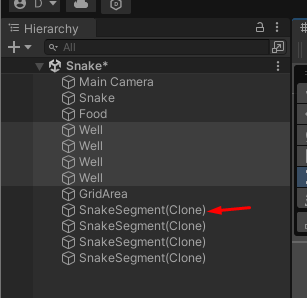 D
Hierarchy
All
Snake*
Main Camera
Snake
Food
Well
Well
Well
Well
GridArea
SnakeSegment(Clone)
SnakeSegment(Clone)
SnakeSegment(Clone)
SnakeSegment(Clone)